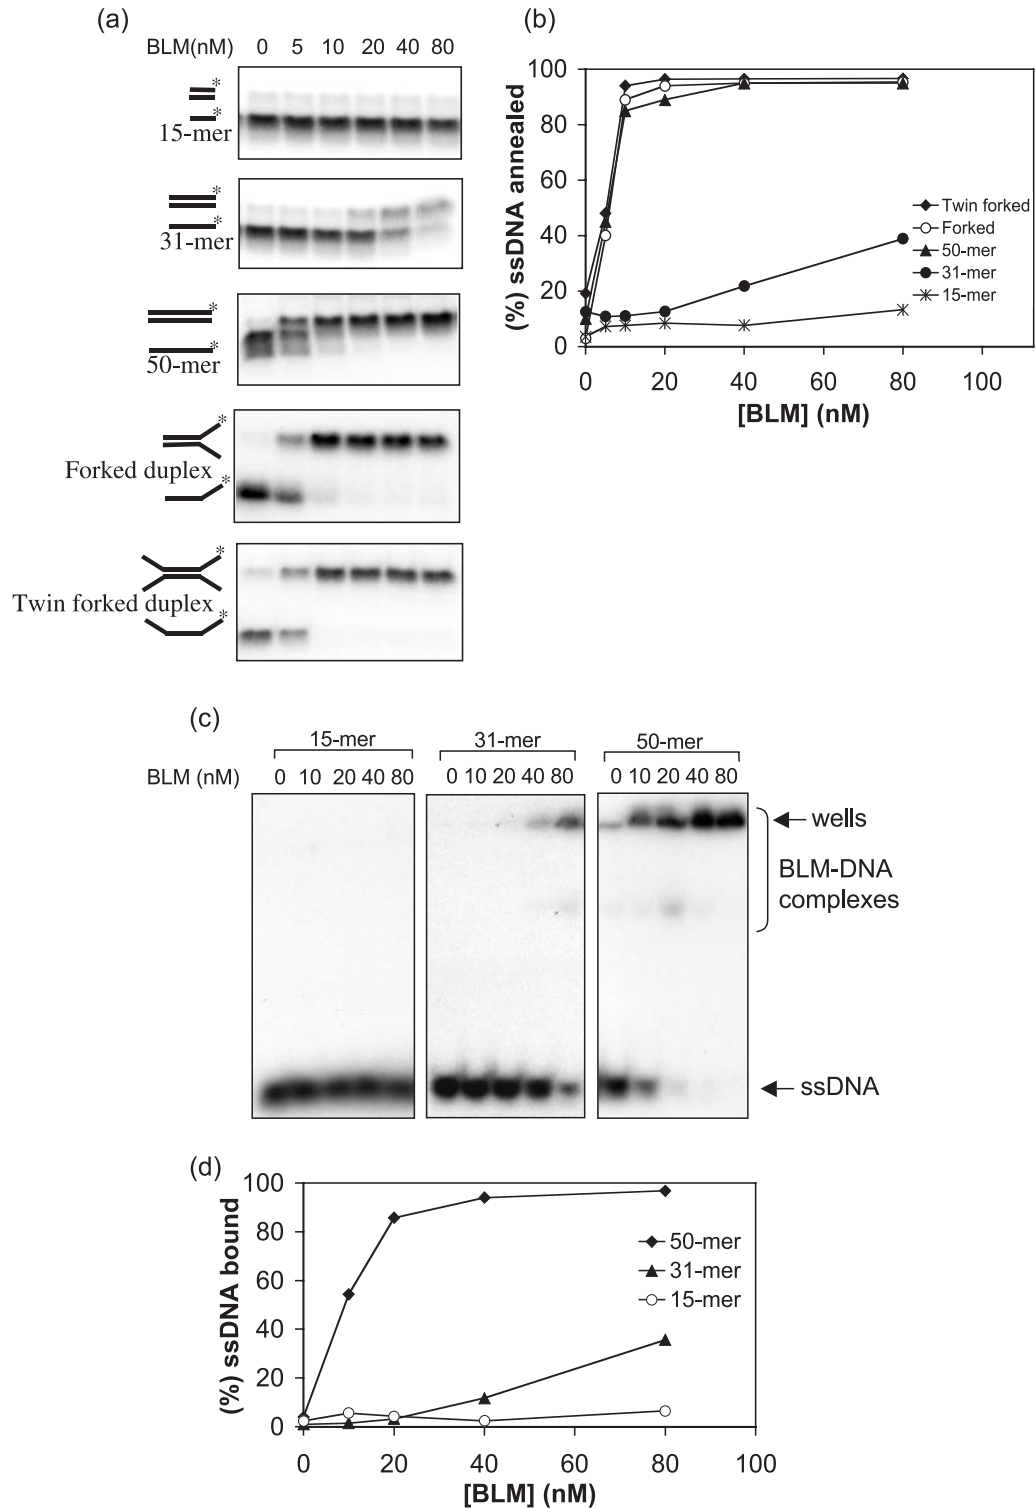 (a)
BLM(nM) 0 5 10 20 40 80
*
*
15-mer
*
*
31-mer
*
*
50-mer
*
Forked duplex
*
*
Twin forked duplex
*
(b)
(%) ssDNA annealed
100
80
60
40
20
0
0 20 40 60 80 100
[BLM] (nM)
Twin forked
Forked
50-mer
31-mer
15-mer
(c)
15-mer 31-mer 50-mer
BLM (nM) 0 10 20 40 80 0 10 20 40 80 0 10 20 40 80
wells
BLM-DNA
complexes
ssDNA
(d)
(%) ssDNA bound
100
80
60
40
20
0
0 20 40 60 80 100
[BLM] (nM)
50-mer
31-mer
15-mer